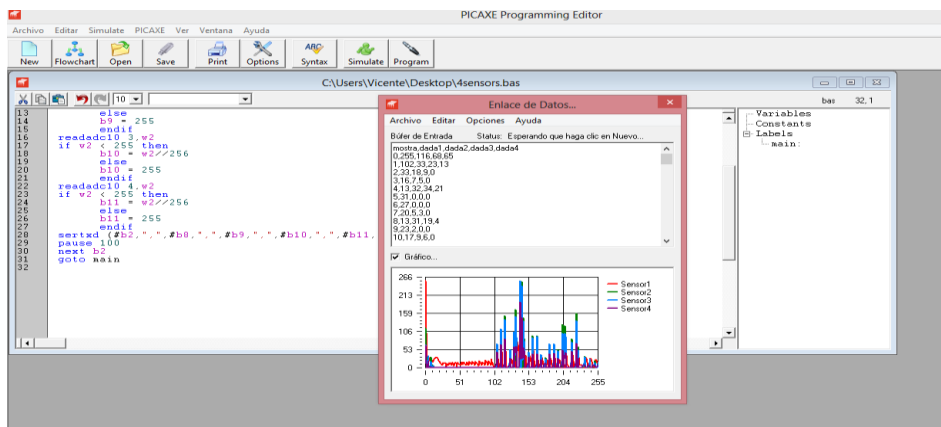 PICAXE Programming Editor
Archivo Editar Simulate PICAXE Ver Ventana Ayuda
New Flowchart Open Save Print Options ABC Syntax Simulate Program
C:\Users\Vicente\Desktop\4sensors.bas
10
bas 32, 1
13 else
14 b9 = 255
15 endif
16 readadc10 3,w2
17 if w2 < 255 then
18 b10 = w2//256
19 else
20 b10 = 255
21 endif
22 readadc10 4,w2
23 if w2 < 255 then
24 b11 = w2//256
25 else
26 b11 = 255
27 endif
28 sertxd (#b2,",",#b8,",",#b9,",",#b10,",",#b11,
29 pause 100
30 next b2
31 goto main
32
Enlace de Datos...
Archivo Editar Opciones Ayuda
Búfer de Entrada Status: Esperando que haga clic en Nuevo...
mostra,dada1,dada2,dada3,dada4
0,255,116,68,65
1,102,33,23,13
2,33,18,9,0
3,16,7,5,0
4,13,32,34,21
5,31,0,0,0
6,27,0,0,0
7,20,5,3,0
8,13,31,19,4
9,23,2,0,0
10,17,9,6,0
Gráfico...
266
213
159
106
53
0
0 51 102 153 204 255
Sensor1
Sensor2
Sensor3
Sensor4
Variables
Constants
Labels
main: